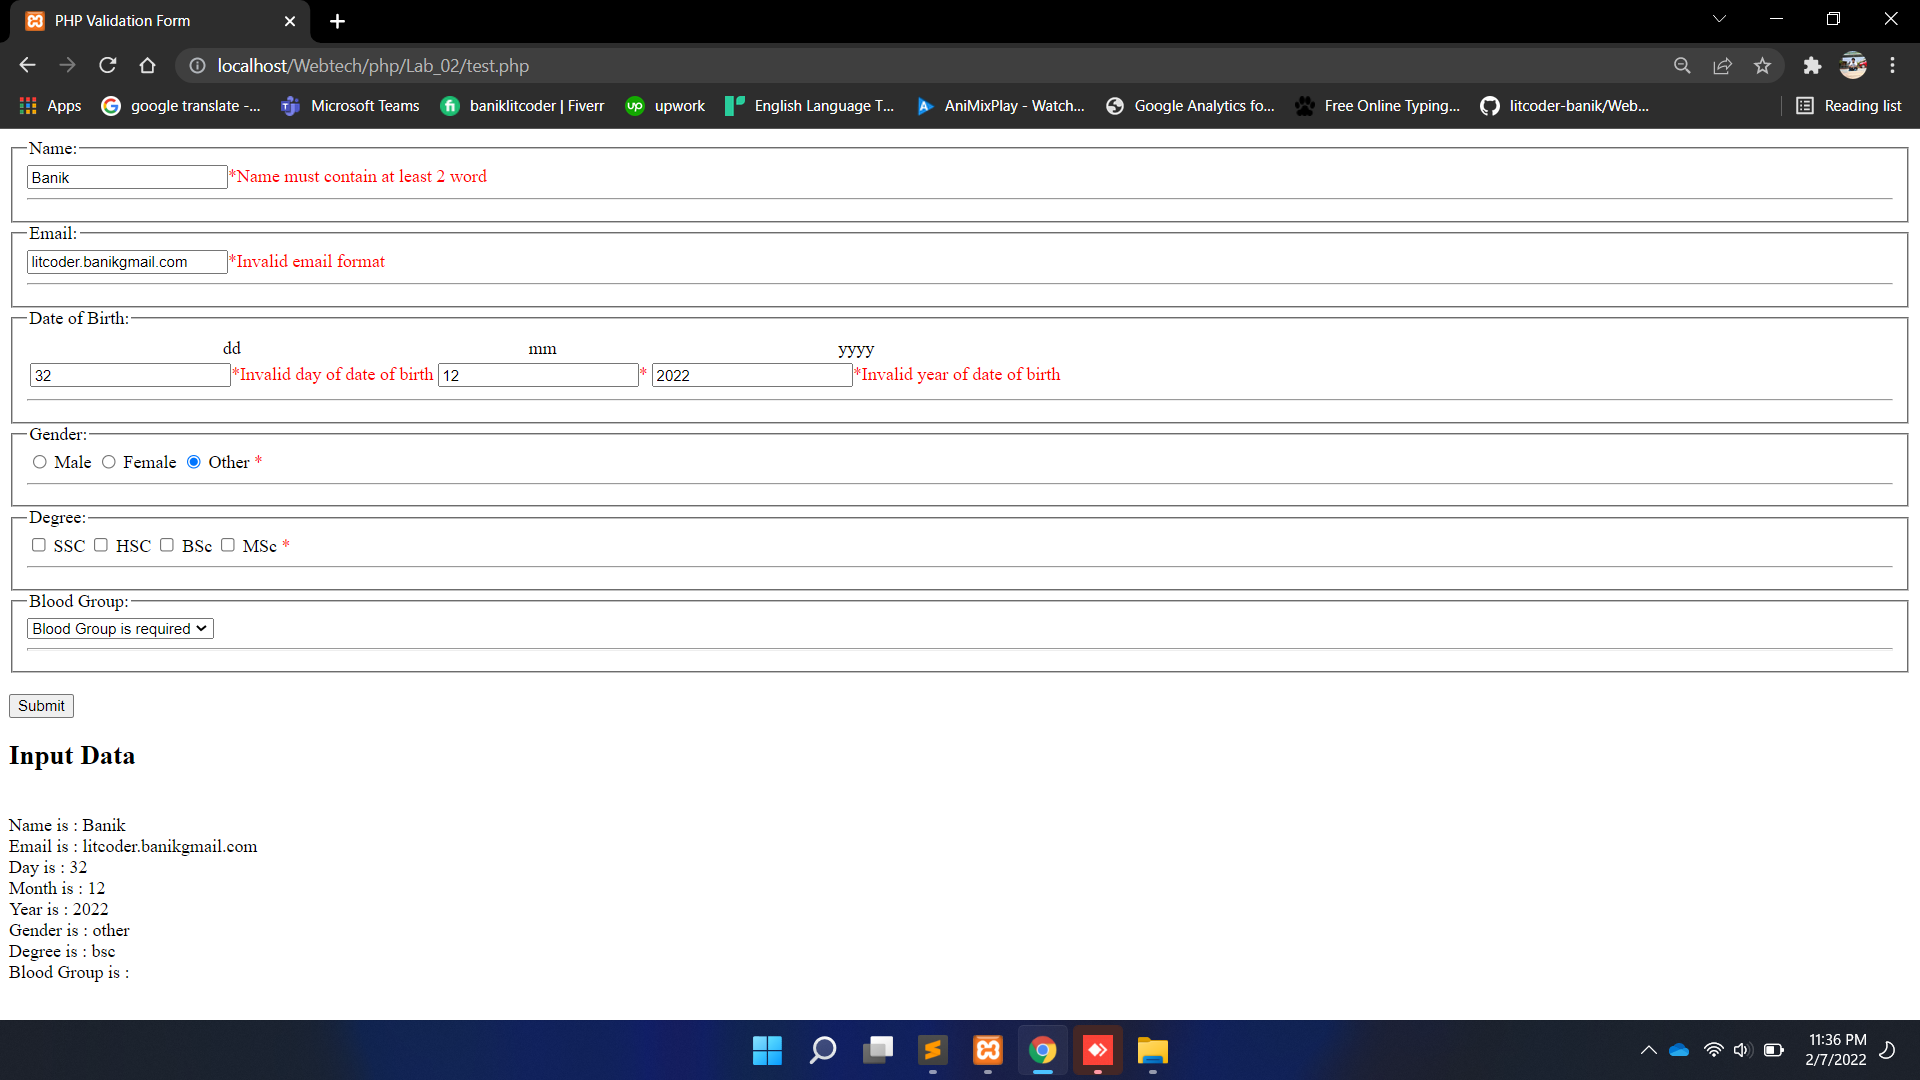 PHP Validation Form
localhost/Webtech/php/Lab_02/test.php
Apps google translate -... Microsoft Teams baniklitcoder | Fiverr upwork English Language T... AniMixPlay - Watch... Google Analytics fo... Free Online Typing... litcoder-banik/Web... Reading list
Name:
Banik *Name must contain at least 2 word
Email:
litcoder.banikgmail.com *Invalid email format
Date of Birth:
dd mm yyyy
32 *Invalid day of date of birth 12 * 2022 *Invalid year of date of birth
Gender:
Male Female Other *
Degree:
SSC HSC BSc MSc *
Blood Group:
Blood Group is required
Submit
Input Data
Name is : Banik
Email is : litcoder.banikgmail.com
Day is : 32
Month is : 12
Year is : 2022
Gender is : other
Degree is : bsc
Blood Group is :
11:36 PM
2/7/2022